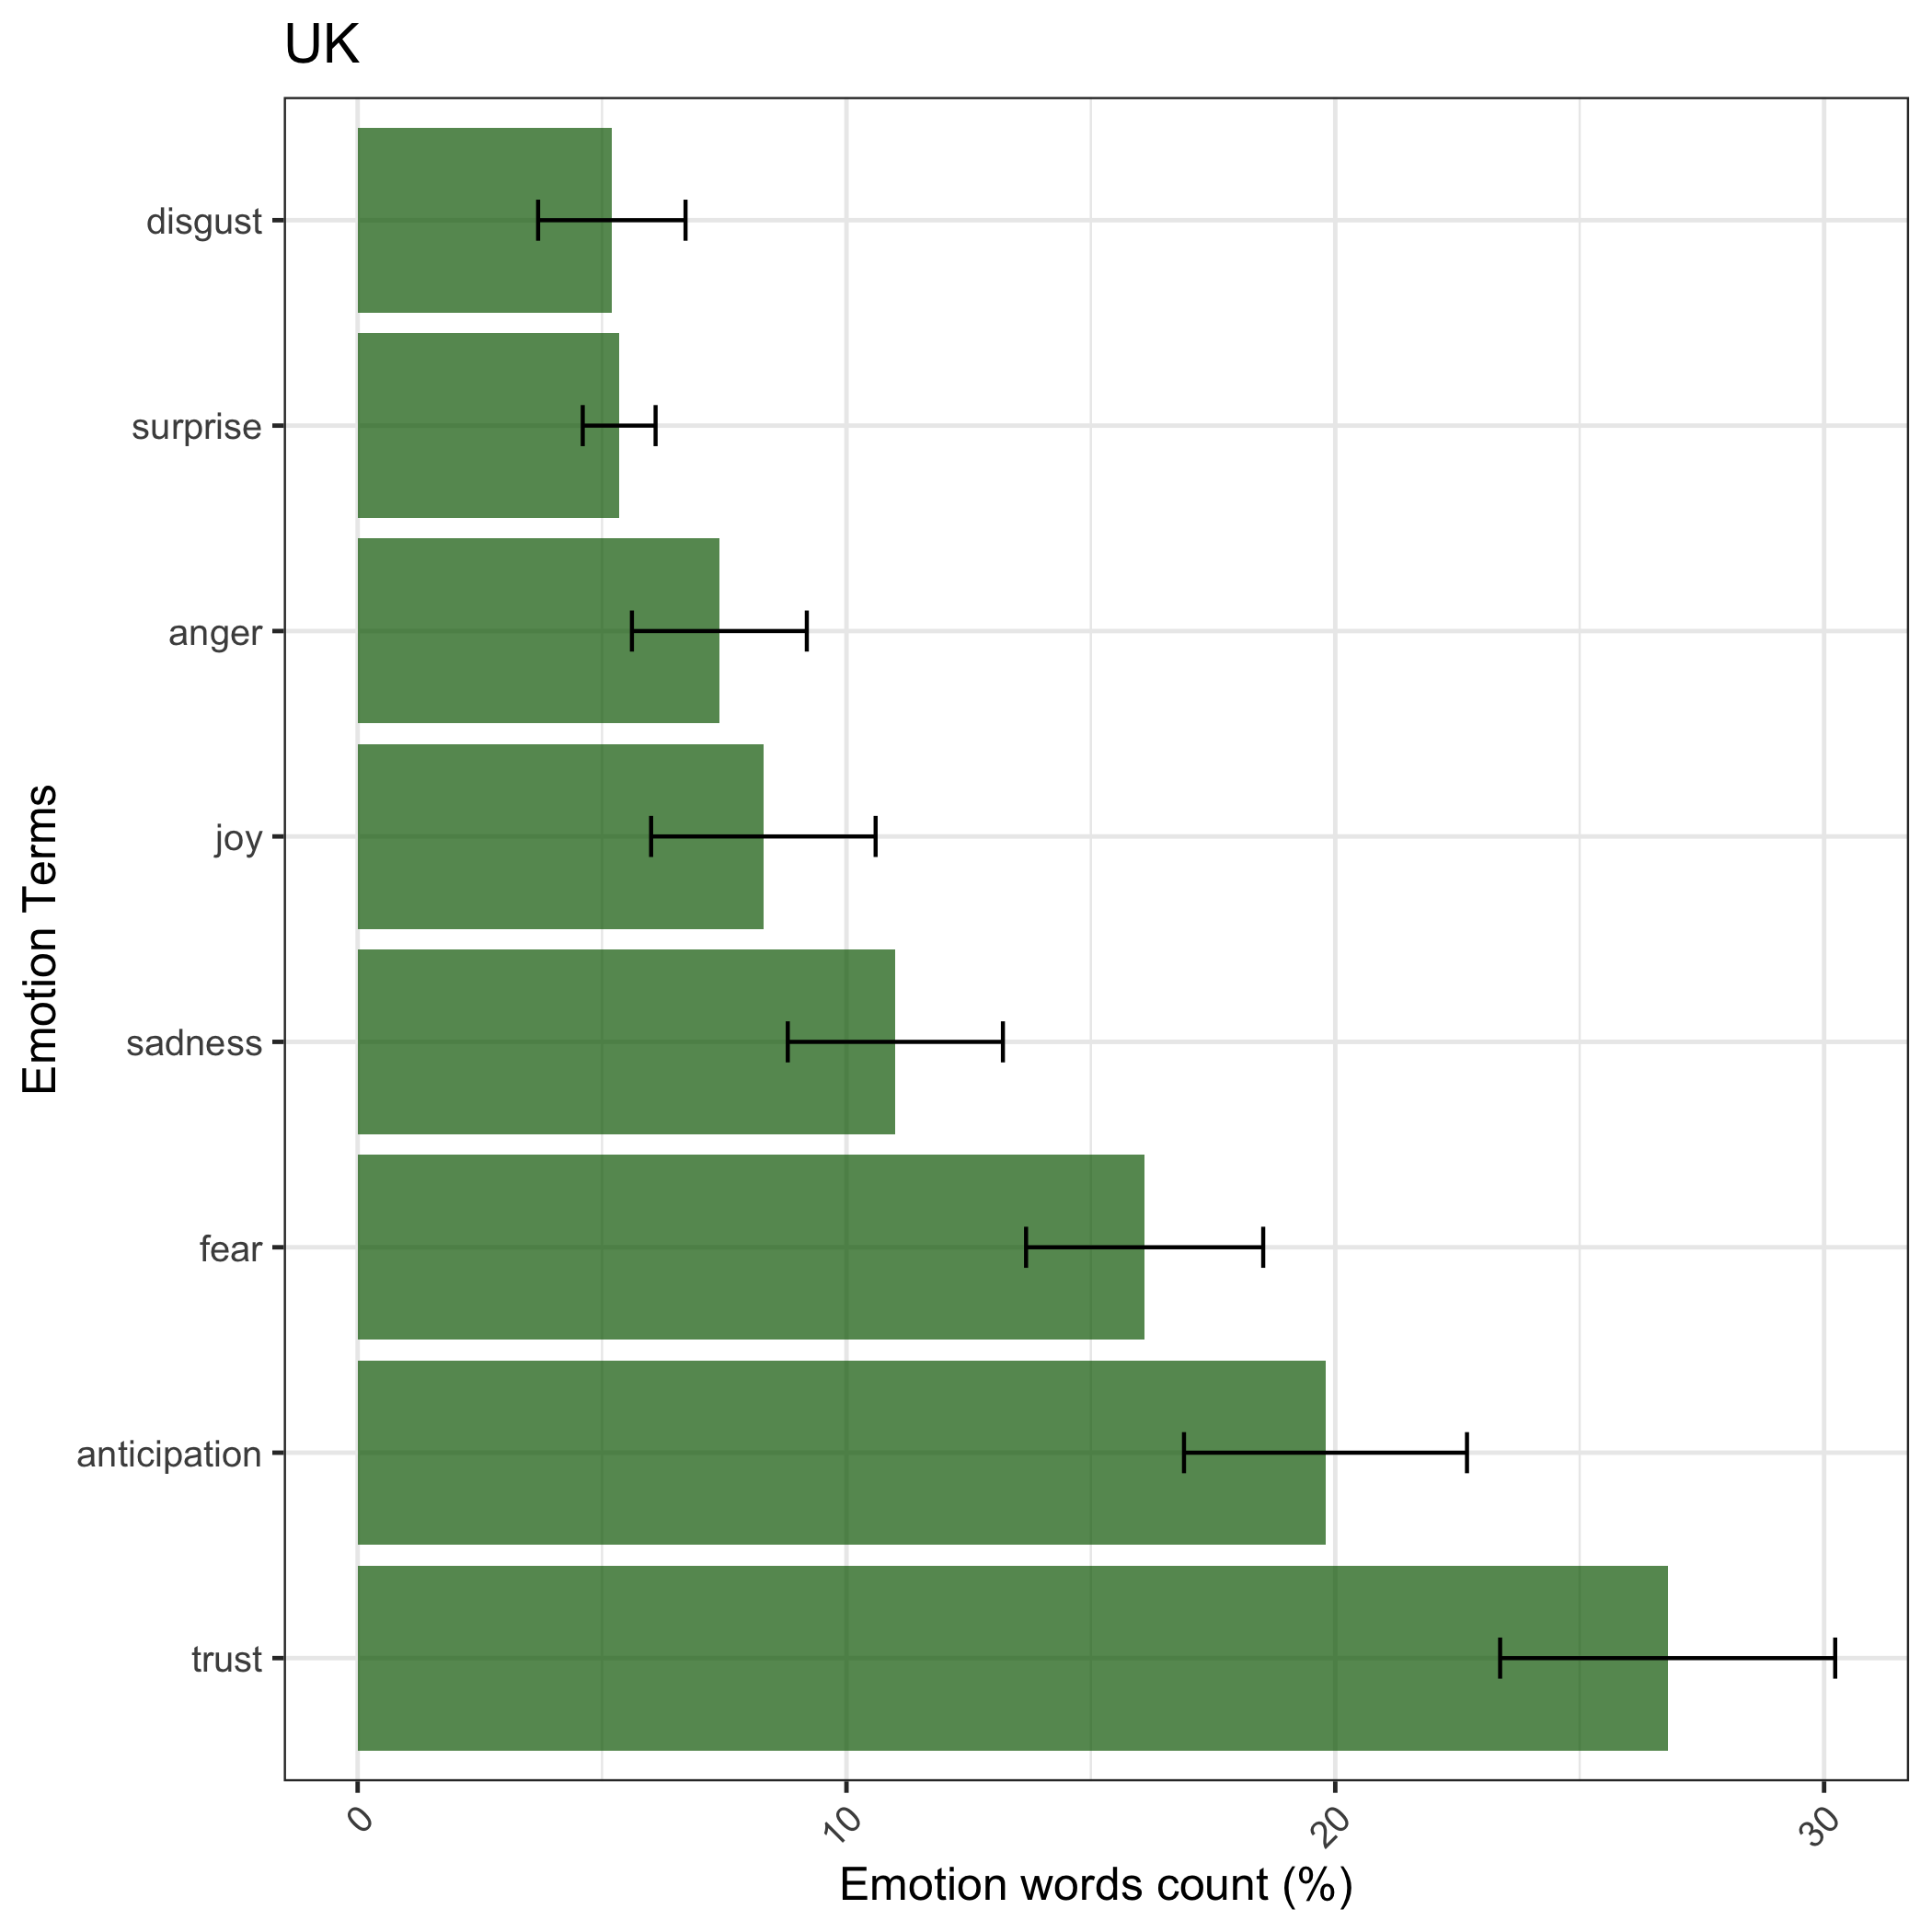 UK
Emotion Terms
disgust
surprise
anger
joy
sadness
fear
anticipation
trust
0 10 20 30
Emotion words count (%)